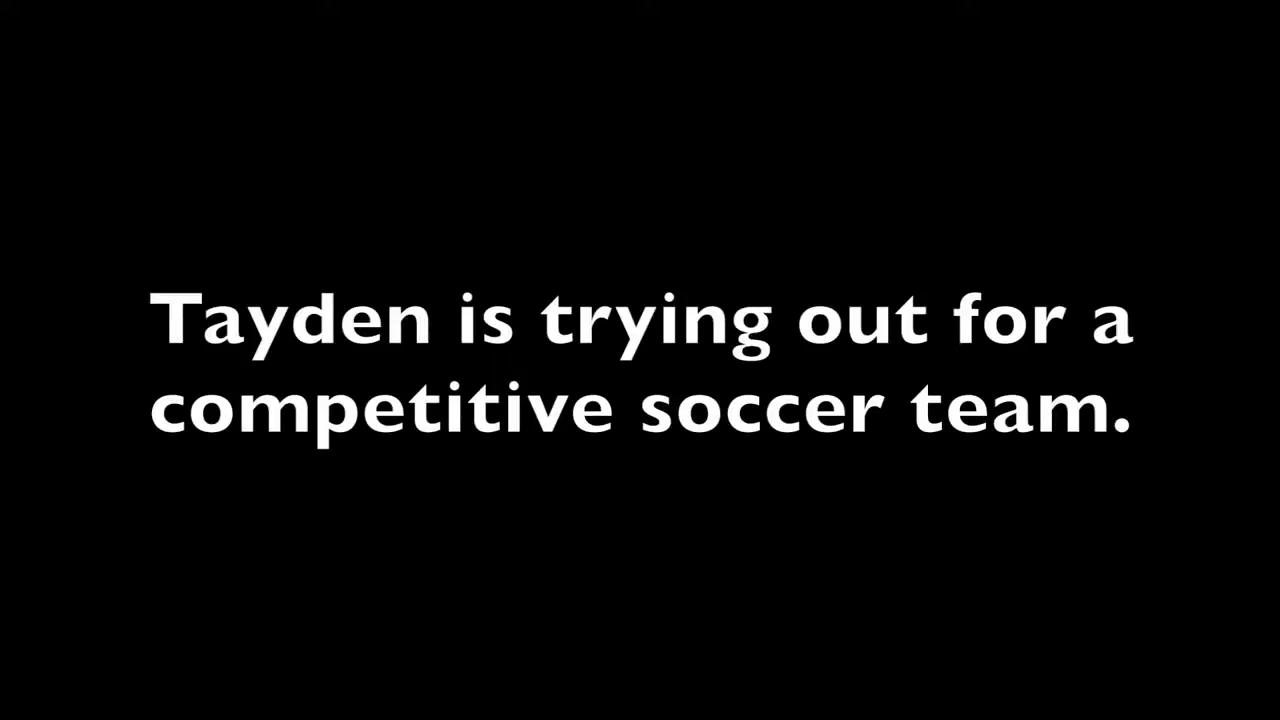 Tayden is trying out for a
competitive soccer team.